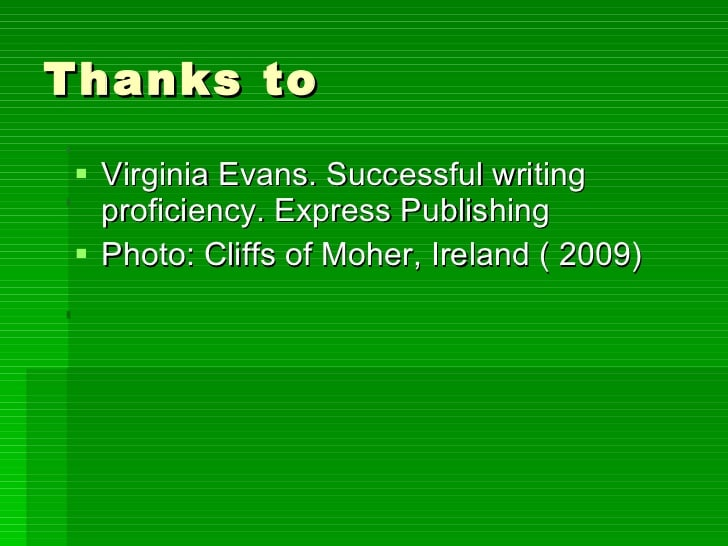 Thanks to
Virginia Evans. Successful writing
proficiency. Express Publishing
Photo: Cliffs of Moher, Ireland ( 2009)